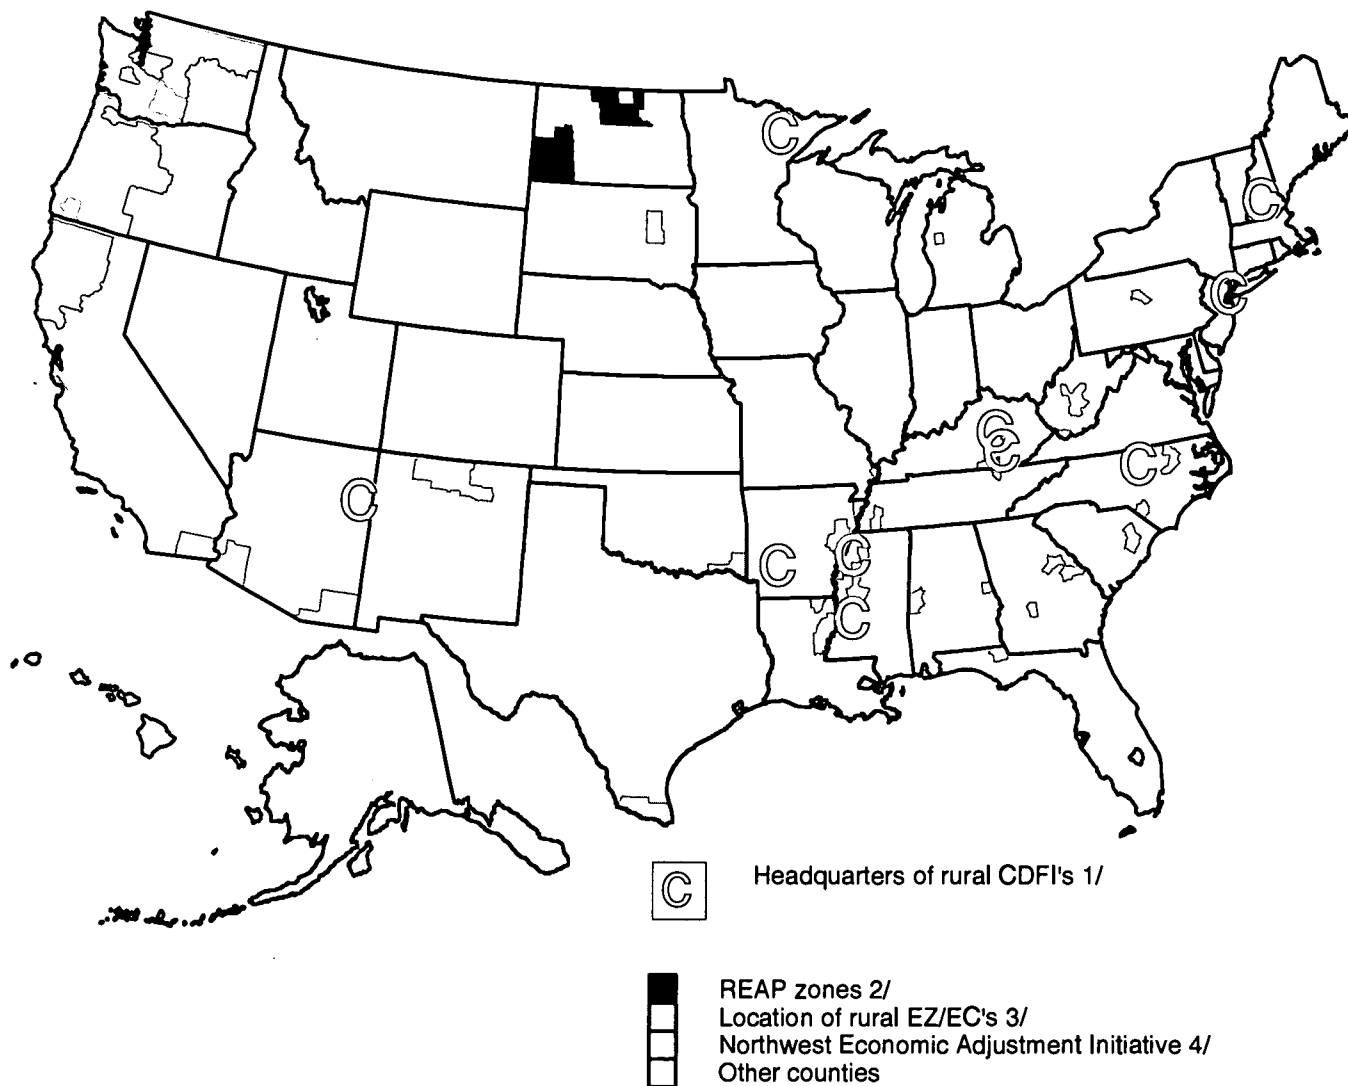 C
C
C
C
C
C
C
C
C
C
C
C Headquarters of rural CDFI's 1/
REAP zones 2/
Location of rural EZ/EC's 3/
Northwest Economic Adjustment Initiative 4/
Other counties